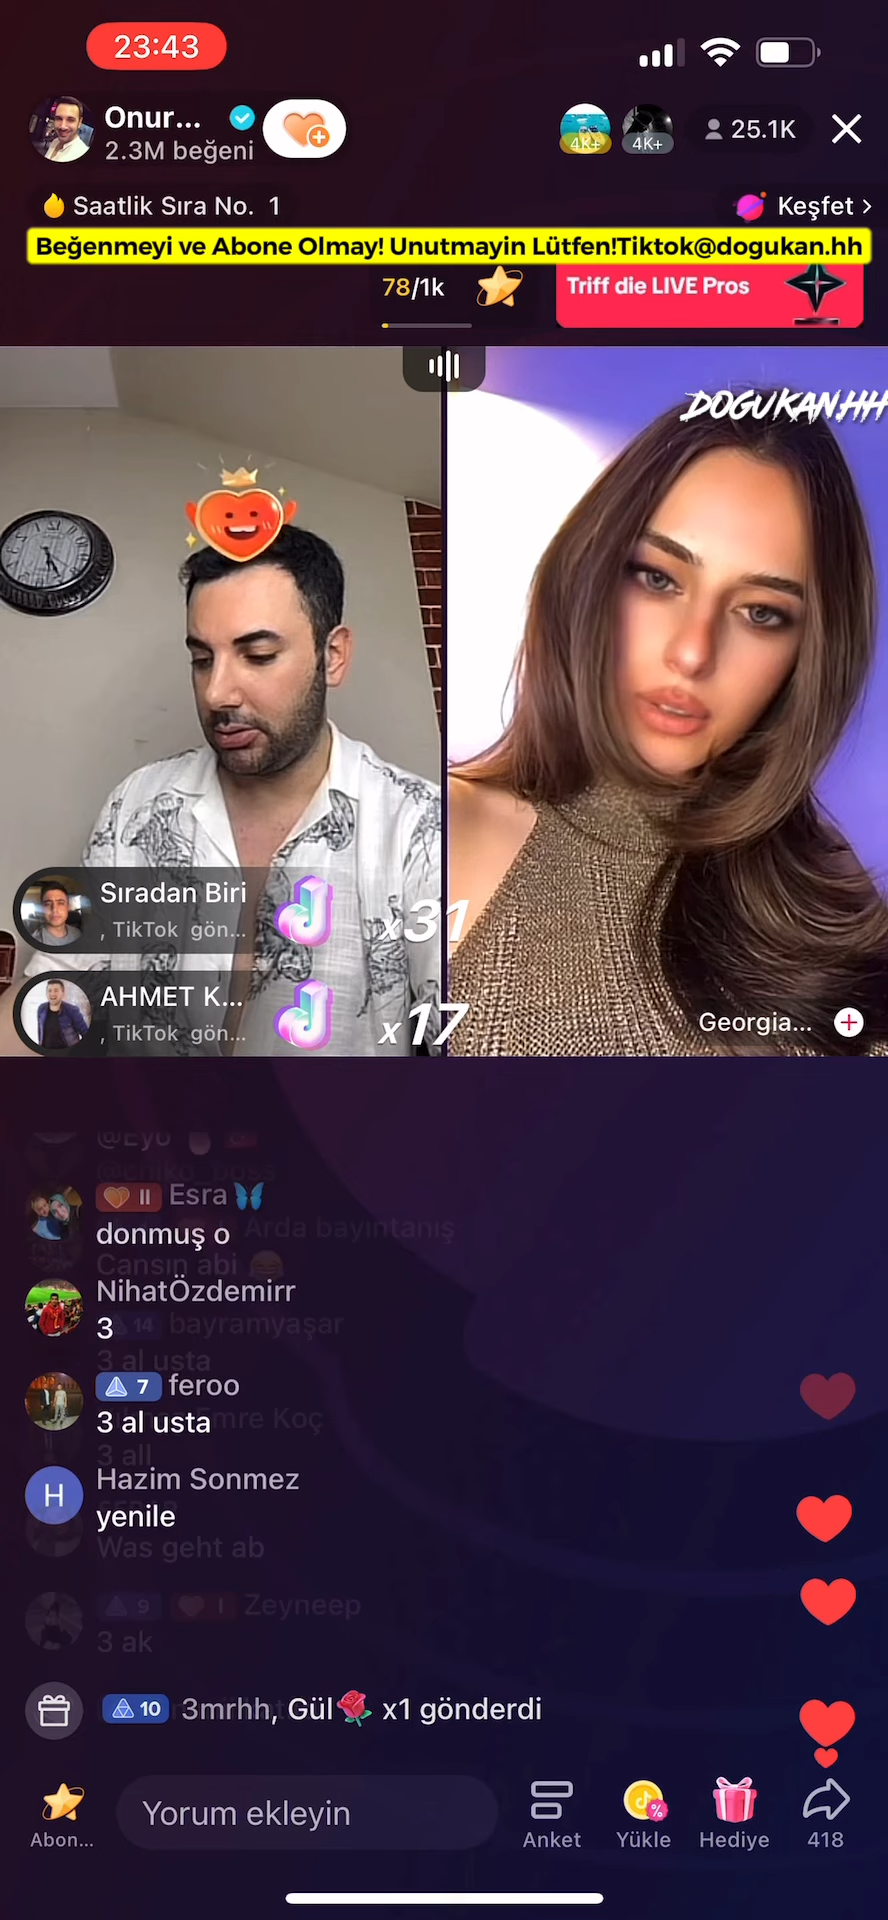 23:43
Onur...
2.3M beğeni
4K+
4K+
25.1K
Saatlik Sıra No. 1
Keşfet
Beğenmeyi ve Abone Olmay! Unutmayin Lütfen!Tiktok@dogukan.hh
78/1k
Triff die LIVE Pros
DOGUKAN.HH
Sıradan Biri
, TikTok gön...
x31
AHMET K...
, TikTok gön...
x17
Georgia...
@Eyo
@chiko_boss
II Esra
Arda bayıntanış
donmuş o
Cansın abi
NihatÖzdemirr
3
14 bayramyaşar
3 al usta
7 feroo
3 al usta
Emre Koç
3 all
H
Hazim Sonmez
yenile
Was geht ab
9 I Zeyneep
3 ak
10 3mrhh, Gül x1 gönderdi
Abon...
Yorum ekleyin
Anket
Yükle
Hediye
418